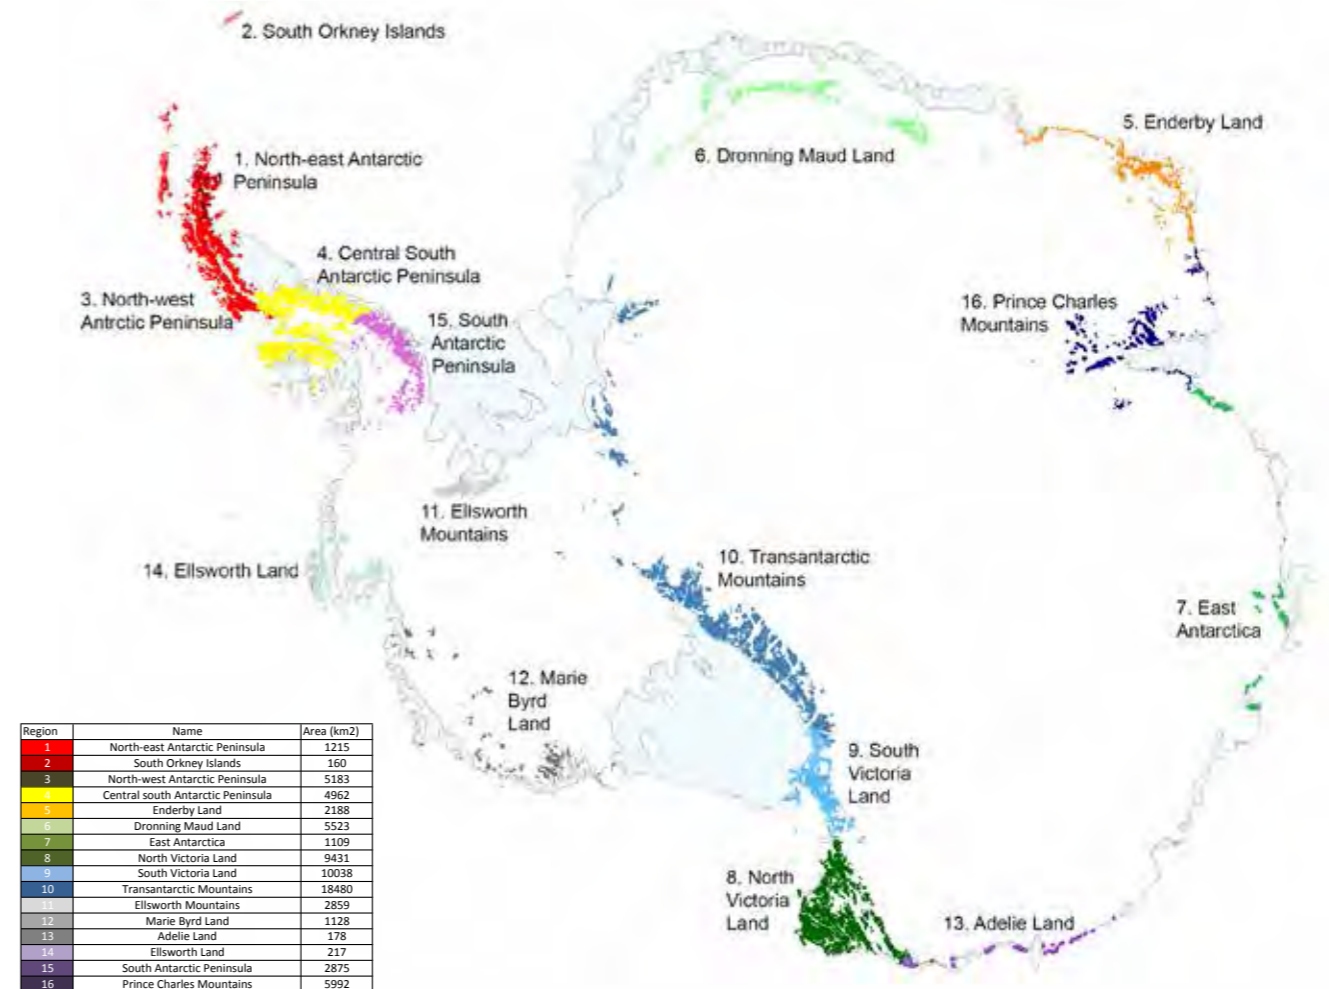 2. South Orkney Islands
1. North-east Antarctic
Peninsula
5. Enderby Land
6. Dronning Maud Land
4. Central South
Antarctic Peninsula
3. North-west
Antrctic Peninsula
15. South
Antarctic
Peninsula
16. Prince Charles
Mountains
11. Ellsworth
Mountains
14. Ellsworth Land
10. Transantarctic
Mountains
7. East
Antarctica
12. Marie
Byrd
Land
9. South
Victoria
Land
8. North
Victoria
Land
13. Adelie Land
Region Name Area (km2)
1 North-east Antarctic Peninsula 1215
2 South Orkney Islands 160
3 North-west Antarctic Peninsula 5183
4 Central south Antarctic Peninsula 4962
5 Enderby Land 2188
6 Dronning Maud Land 5523
7 East Antarctica 1109
8 North Victoria Land 9431
9 South Victoria Land 10038
10 Transantarctic Mountains 18480
11 Ellsworth Mountains 2859
12 Marie Byrd Land 1128
13 Adelie Land 178
14 Ellsworth Land 217
15 South Antarctic Peninsula 2875
16 Prince Charles Mountains 5992